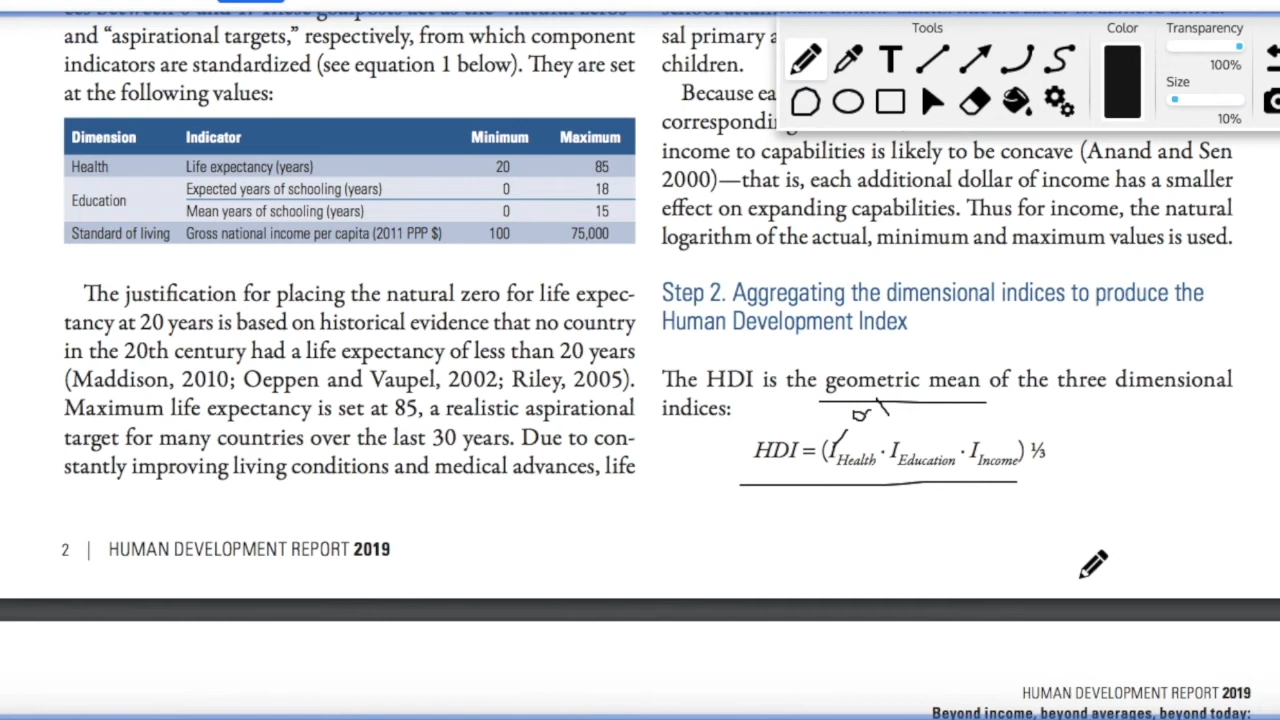 and “aspirational targets,” respectively, from which component
indicators are standardized (see equation 1 below). They are set
at the following values:
Dimension Indicator Minimum Maximum
Health Life expectancy (years) 20 85
Education Expected years of schooling (years) 0 18
Mean years of schooling (years) 0 15
Standard of living Gross national income per capita (2011 PPP $) 100 75,000
The justification for placing the natural zero for life expec-
tancy at 20 years is based on historical evidence that no country
in the 20th century had a life expectancy of less than 20 years
(Maddison, 2010; Oeppen and Vaupel, 2002; Riley, 2005).
Maximum life expectancy is set at 85, a realistic aspirational
target for many countries over the last 30 years. Due to con-
stantly improving living conditions and medical advances, life
2 | HUMAN DEVELOPMENT REPORT 2019
sal primary
children.
Because
income to capabilities is likely to be concave (Anand and Sen
2000)—that is, each additional dollar of income has a smaller
effect on expanding capabilities. Thus for income, the natural
logarithm of the actual, minimum and maximum values is used.
Step 2. Aggregating the dimensional indices to produce the
Human Development Index
The HDI is the geometric mean of the three dimensional
indices:
HDI = (I Health · I Education · I Income) ⅓
Tools
Color
Transparency
100%
Size
10%
T
HUMAN DEVELOPMENT REPORT 2019
Beyond income, beyond averages, beyond today: